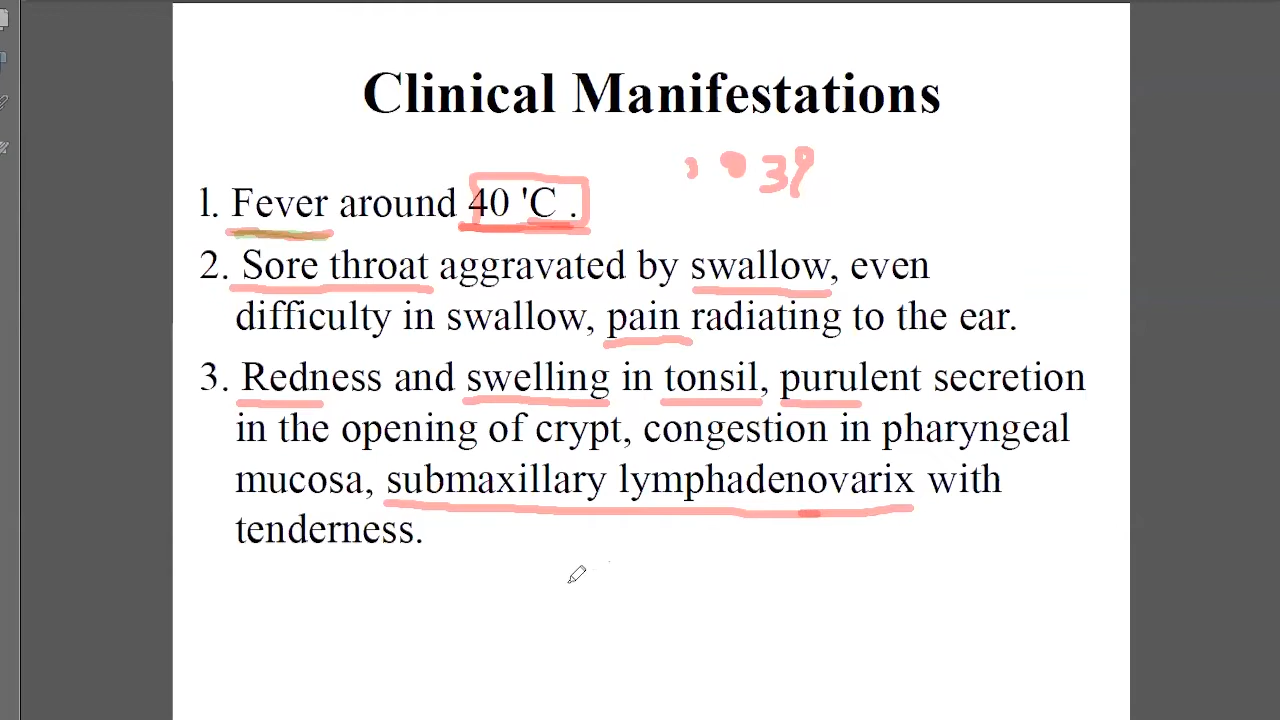 Clinical Manifestations
39
1. Fever around 40 'C .
2. Sore throat aggravated by swallow, even
difficulty in swallow, pain radiating to the ear.
3. Redness and swelling in tonsil, purulent secretion
in the opening of crypt, congestion in pharyngeal
mucosa, submaxillary lymphadenovarix with
tenderness.